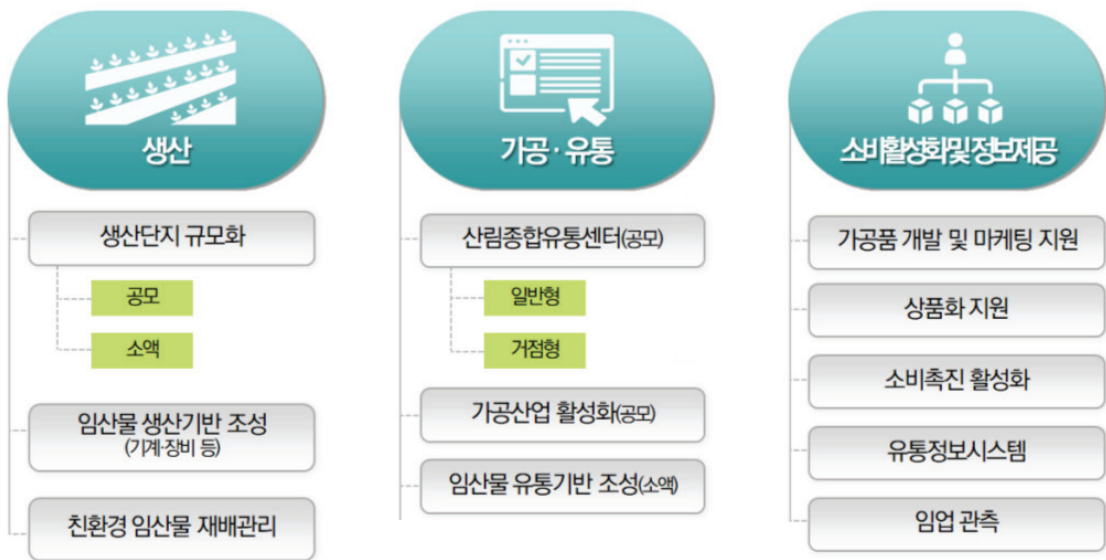 생산
생산단지 규모화
공모
소액
임산물 생산기반 조성
(기계·장비 등)
친환경 임산물 재배관리
가공·유통
산림종합유통센터(공모)
일반형
거점형
가공산업 활성화(공모)
임산물 유통기반 조성(소액)
소비활성화및정보제공
가공품 개발 및 마케팅 지원
상품화 지원
소비촉진 활성화
유통정보시스템
임업 관측